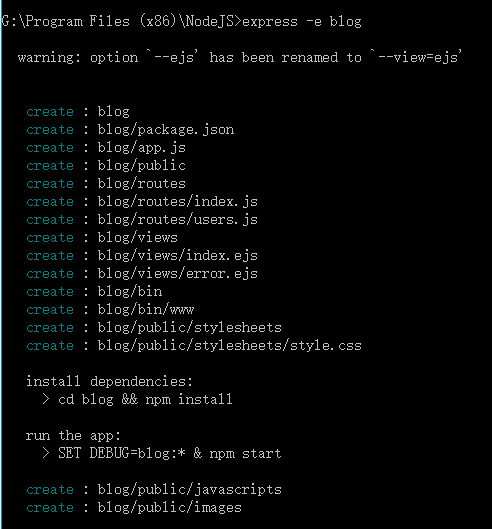 G:\Program Files (x86)\NodeJS>express -e blog
warning: option `--ejs' has been renamed to `--view=ejs'
create : blog
create : blog/package.json
create : blog/app.js
create : blog/public
create : blog/routes
create : blog/routes/index.js
create : blog/routes/users.js
create : blog/views
create : blog/views/index.ejs
create : blog/views/error.ejs
create : blog/bin
create : blog/bin/www
create : blog/public/stylesheets
create : blog/public/stylesheets/style.css
install dependencies:
> cd blog && npm install
run the app:
> SET DEBUG=blog:* & npm start
create : blog/public/javascripts
create : blog/public/images